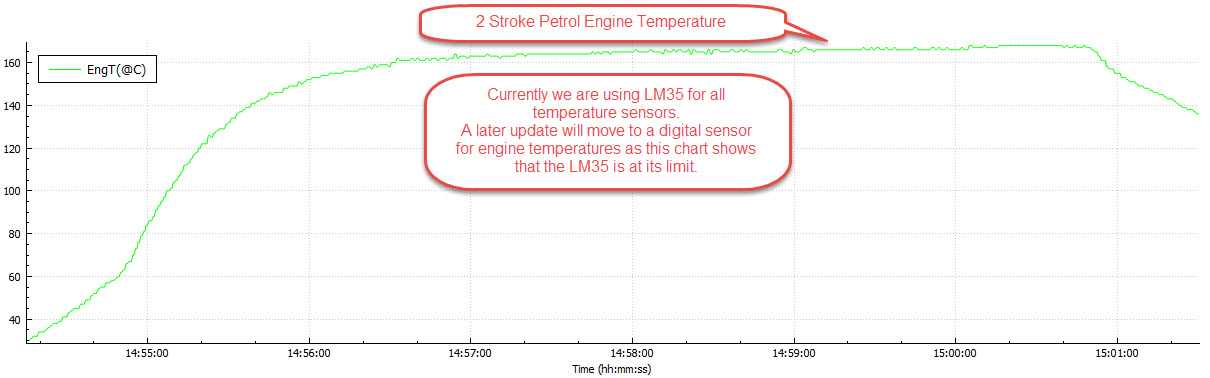 2 Stroke Petrol Engine Temperature
EngT(@C)
Currently we are using LM35 for all
temperature sensors.
A later update will move to a digital sensor
for engine temperatures as this chart shows
that the LM35 is at its limit.
160
140
120
100
80
60
40
14:55:00 14:56:00 14:57:00 14:58:00 14:59:00 15:00:00 15:01:00
Time (hh:mm:ss)